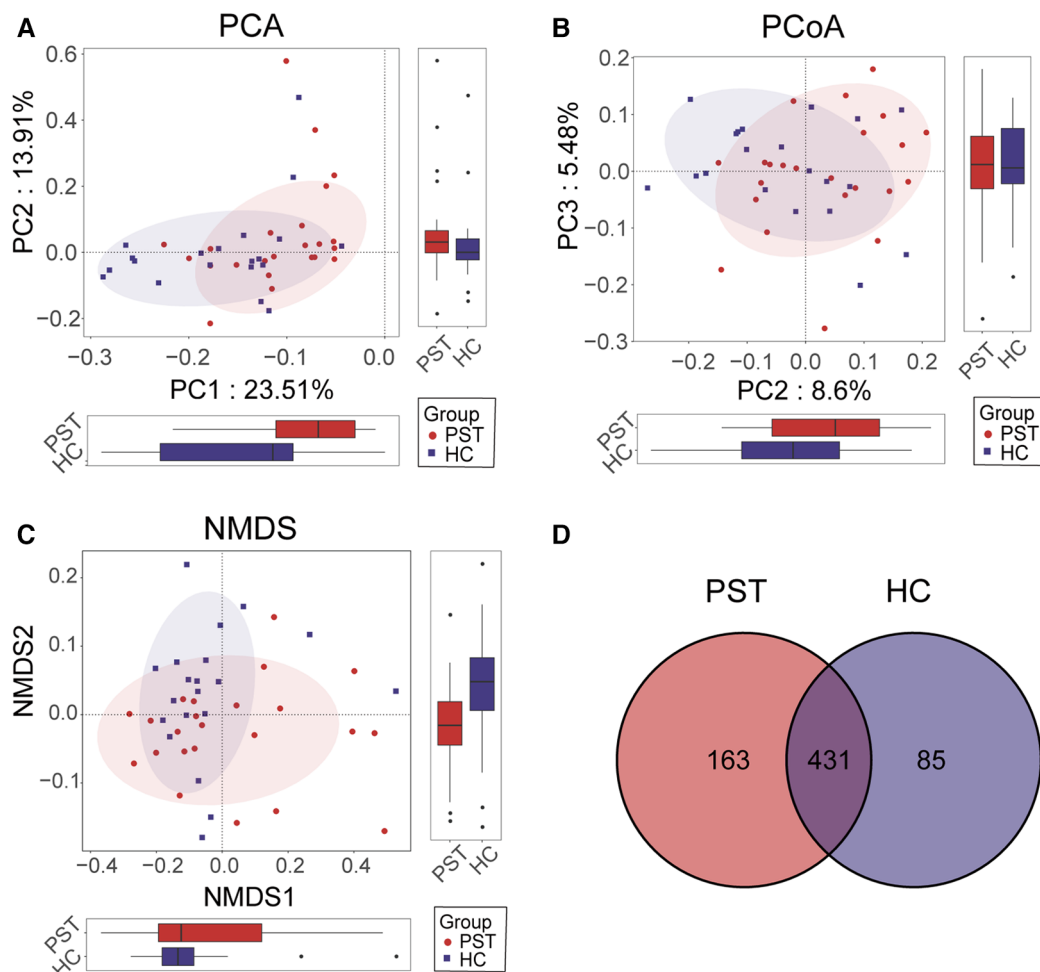 A
PCA
PC2 : 13.91%
0.6
0.4
0.2
0.0
−0.2
−0.3
−0.2
−0.1
0.0
PC1 : 23.51%
PST
HC
PST
HC
Group
PST
HC
B
PCoA
PC3 : 5.48%
0.2
0.1
0.0
−0.1
−0.2
−0.3
−0.2
−0.1
0.0
0.1
0.2
PC2 : 8.6%
PST
HC
PST
HC
Group
PST
HC
C
NMDS
NMDS2
0.2
0.1
0.0
−0.1
−0.4
−0.2
0.0
0.2
0.4
NMDS1
PST
HC
PST
HC
Group
PST
HC
D
PST
HC
163
431
85